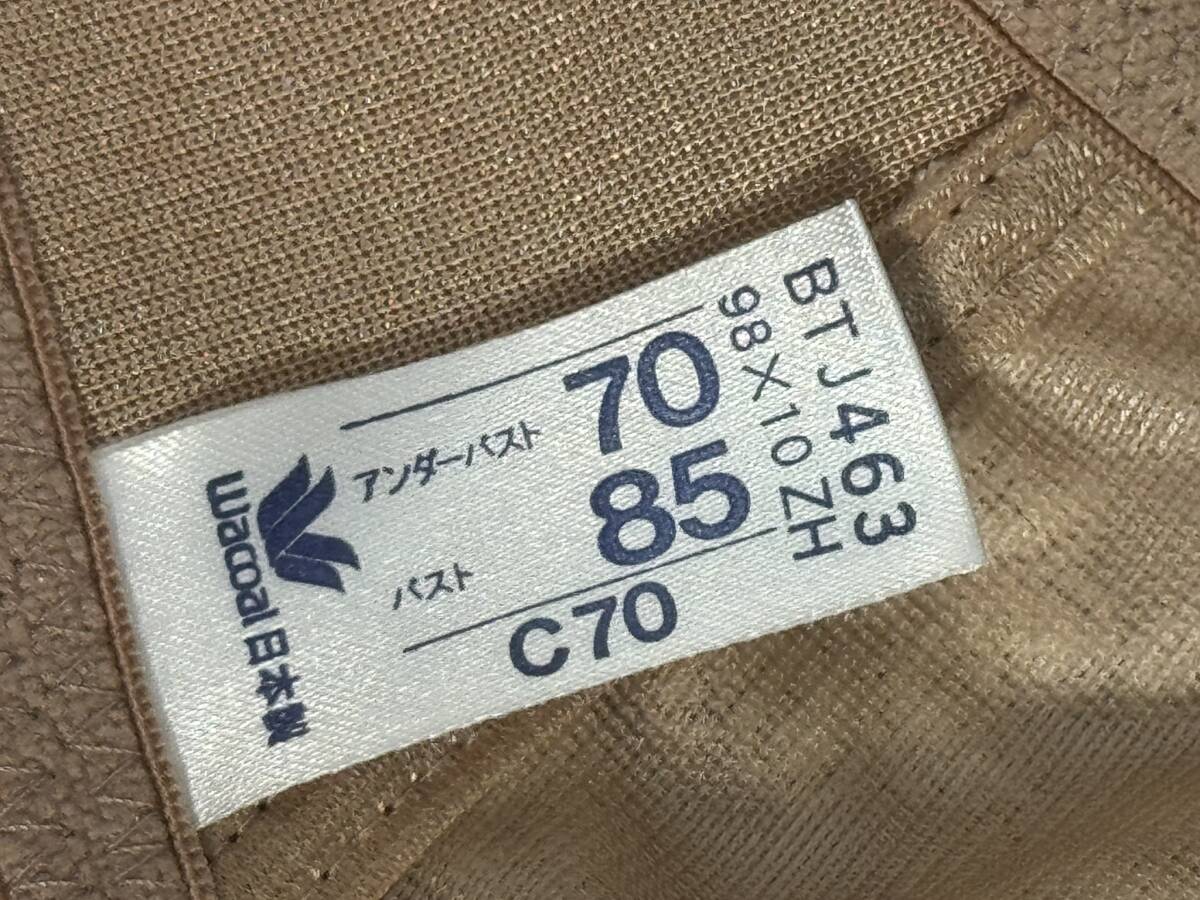 BTJ463
98X10ZH
アンダーバスト 70
バスト 85
C70
Wacoal 日本製